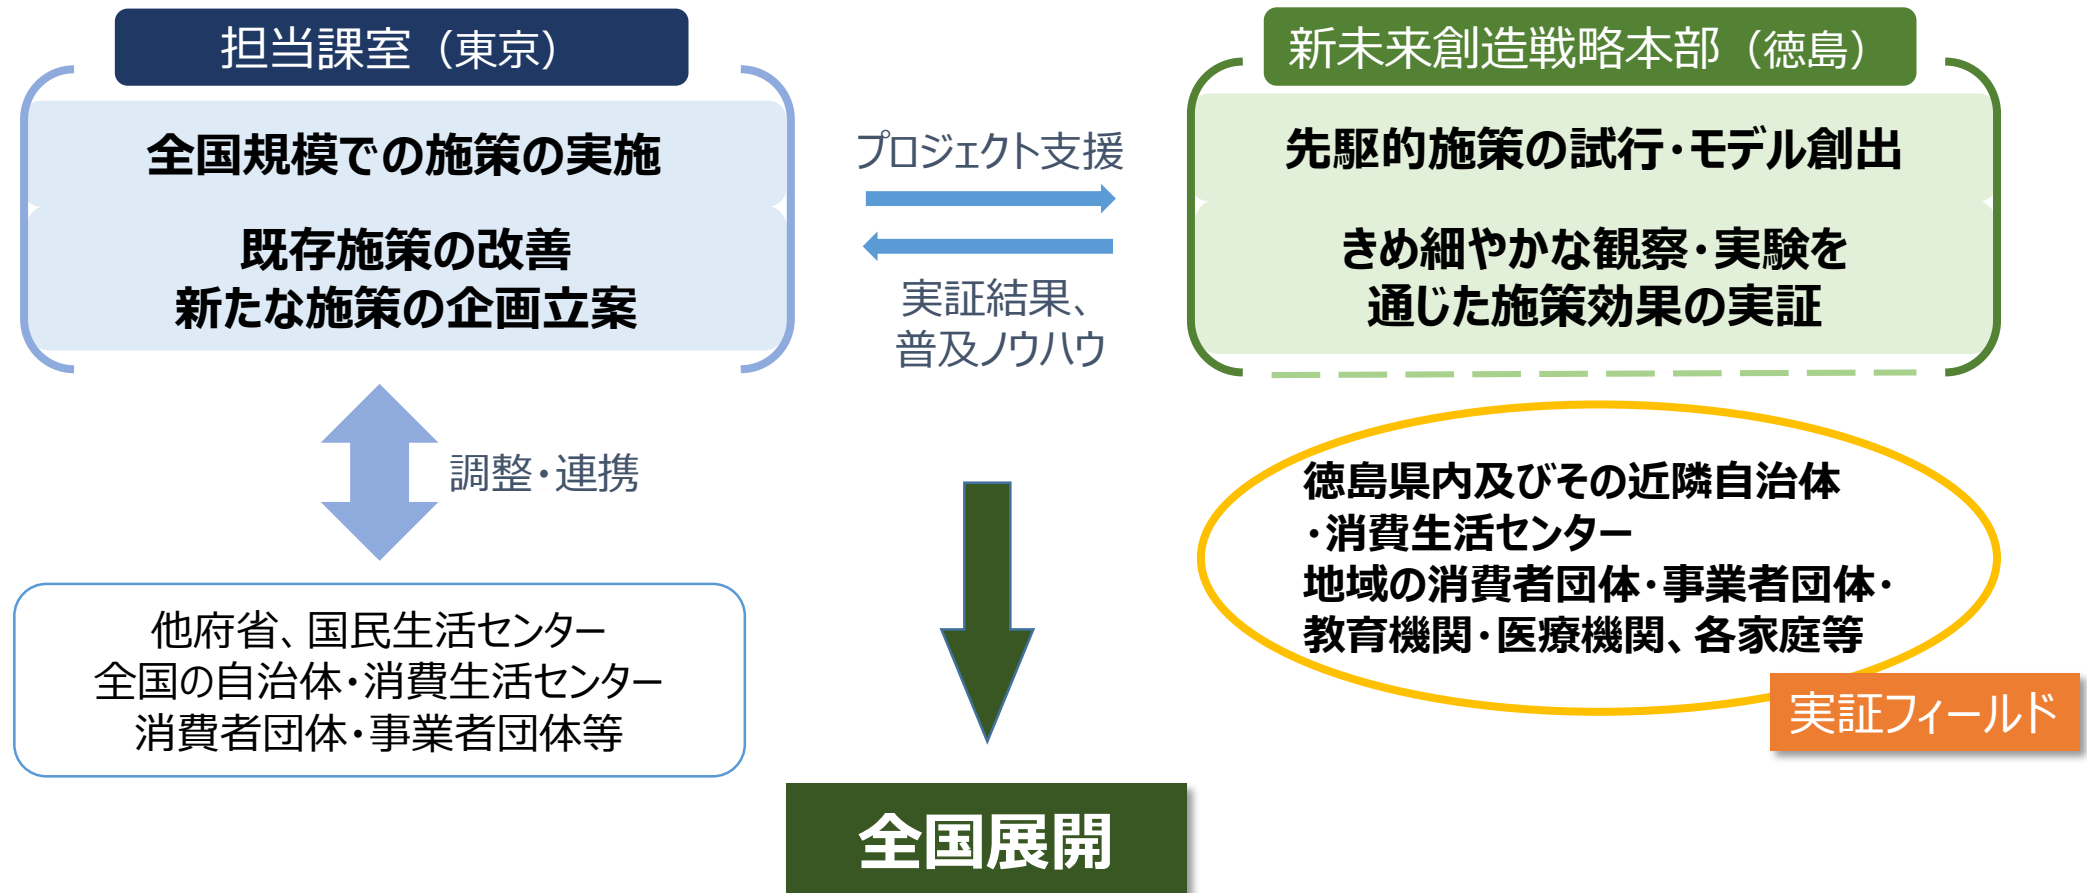 担当課室（東京）
全国規模での施策の実施
既存施策の改善
新たな施策の企画立案
プロジェクト支援
実証結果、
普及ノウハウ
新未来創造戦略本部（徳島）
先駆的施策の試行・モデル創出
きめ細やかな観察・実験を
通じた施策効果の実証
調整・連携
他府省、国民生活センター
全国の自治体・消費生活センター
消費者団体・事業者団体等
徳島県内及びその近隣自治体
・消費生活センター
地域の消費者団体・事業者団体・
教育機関・医療機関、各家庭等
実証フィールド
全国展開